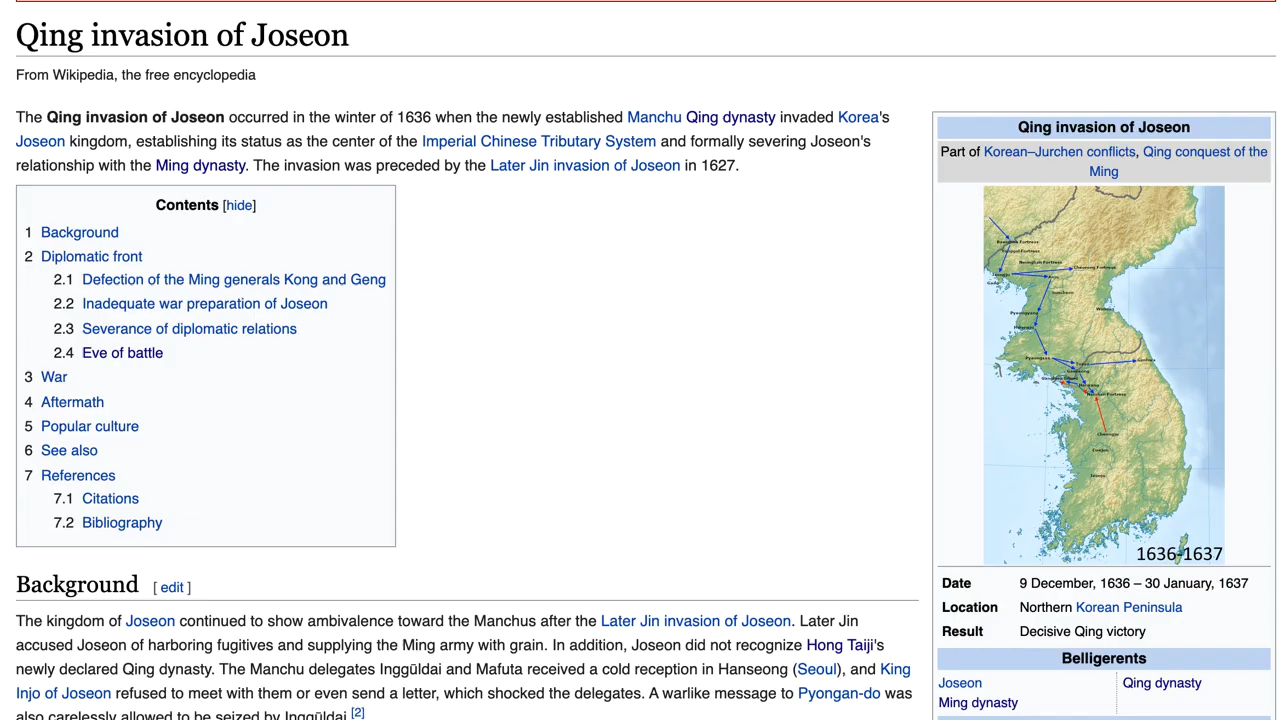 Qing invasion of Joseon
From Wikipedia, the free encyclopedia
The Qing invasion of Joseon occurred in the winter of 1636 when the newly established Manchu Qing dynasty invaded Korea's
Joseon kingdom, establishing its status as the center of the Imperial Chinese Tributary System and formally severing Joseon's
relationship with the Ming dynasty. The invasion was preceded by the Later Jin invasion of Joseon in 1627.
Contents [hide]
1 Background
2 Diplomatic front
2.1 Defection of the Ming generals Kong and Geng
2.2 Inadequate war preparation of Joseon
2.3 Severance of diplomatic relations
2.4 Eve of battle
3 War
4 Aftermath
5 Popular culture
6 See also
7 References
7.1 Citations
7.2 Bibliography
Background [ edit ]
The kingdom of Joseon continued to show ambivalence toward the Manchus after the Later Jin invasion of Joseon. Later Jin
accused Joseon of harboring fugitives and supplying the Ming army with grain. In addition, Joseon did not recognize Hong Taiji's
newly declared Qing dynasty. The Manchu delegates Inggūldai and Mafuta received a cold reception in Hanseong (Seoul), and King
Injo of Joseon refused to meet with them or even send a letter, which shocked the delegates. A warlike message to Pyongan-do was
also carelessly allowed to be seized by Inggūldai.[2]
Qing invasion of Joseon
Part of Korean–Jurchen conflicts, Qing conquest of the
Ming
1636-1637
Date 9 December, 1636 – 30 January, 1637
Location Northern Korean Peninsula
Result Decisive Qing victory
Belligerents
Joseon Qing dynasty
Ming dynasty